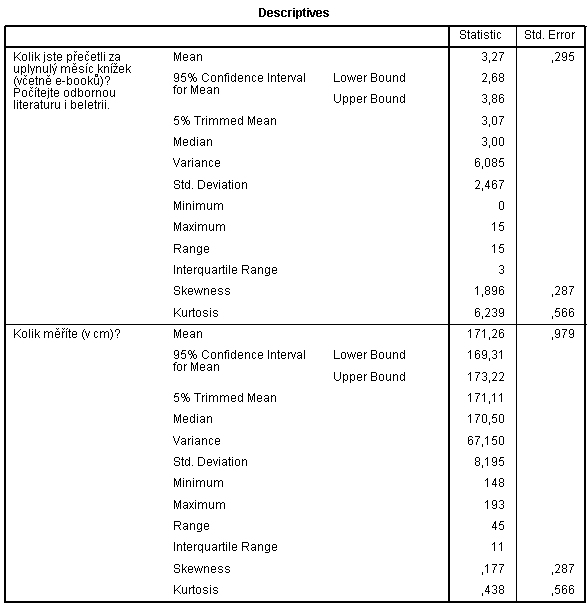 Descriptives
Statistic Std. Error
Kolik jste přečetli za uplynulý měsíc knížek (včetně e-booků)? Počítejte odbornou literaturu i beletrii. Mean 3,27 ,295
95% Confidence Interval for Mean Lower Bound 2,68
Upper Bound 3,86
5% Trimmed Mean 3,07
Median 3,00
Variance 6,085
Std. Deviation 2,467
Minimum 0
Maximum 15
Range 15
Interquartile Range 3
Skewness 1,896 ,287
Kurtosis 6,239 ,566
Kolik měříte (v cm)? Mean 171,26 ,979
95% Confidence Interval for Mean Lower Bound 169,31
Upper Bound 173,22
5% Trimmed Mean 171,11
Median 170,50
Variance 67,150
Std. Deviation 8,195
Minimum 148
Maximum 193
Range 45
Interquartile Range 11
Skewness ,177 ,287
Kurtosis ,438 ,566